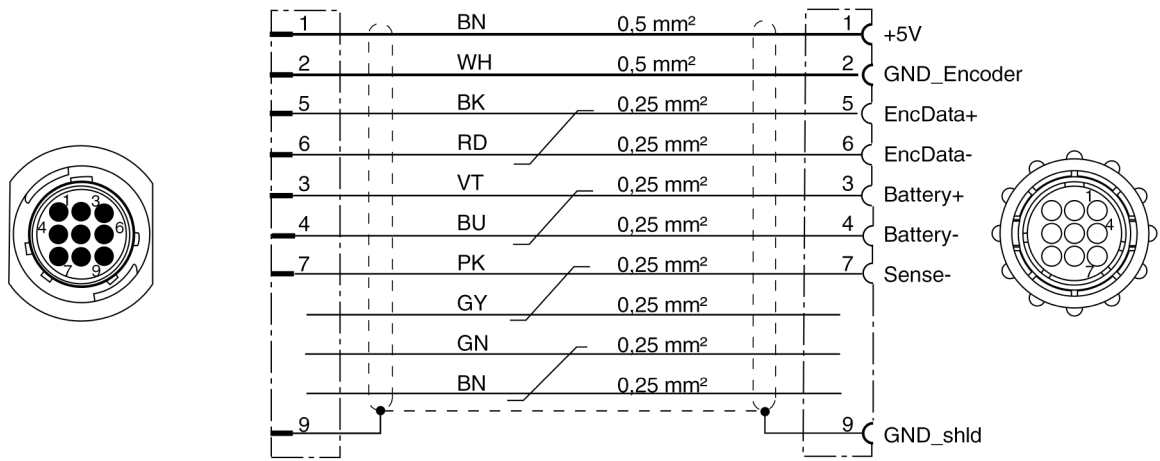 1 BN 0,5 mm² 1 +5V
2 WH 0,5 mm² 2 GND_Encoder
5 BK 0,25 mm² 5 EncData+
6 RD 0,25 mm² 6 EncData-
3 VT 0,25 mm² 3 Battery+
4 BU 0,25 mm² 4 Battery-
7 PK 0,25 mm² 7 Sense-
GY 0,25 mm²
GN 0,25 mm²
BN 0,25 mm²
9 9 GND_shld
1 3
4 6
7 9
1
4
7